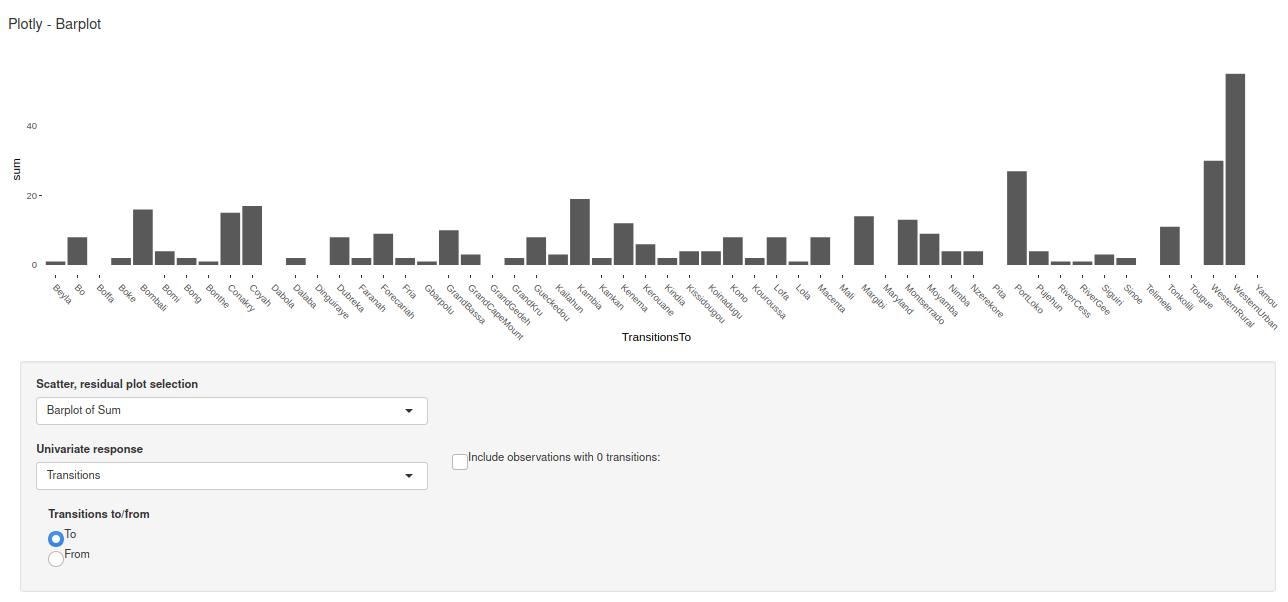 Plotly - Barplot
sum
40
20
0
Beyla
Bo
Boffa
Boke
Bombali
Bomi
Bong
Bonthe
Conakry
Coyah
Dabola
Dalaba
Dinguiraye
Dubreka
Faranah
Forecariah
Fria
Gbarpolu
GrandBassa
GrandCapeMount
GrandGedeh
GrandKru
Gueckedou
Kailahun
Kambia
Kankan
Kenema
Kerouane
Kindia
Kissidougou
Koinadugu
Kono
Kouroussa
Lofa
Lola
Macenta
Mali
Margibi
Maryland
Montserrado
Moyamba
Nimba
Nzerekore
Pita
PortLoko
Pujehun
RiverCess
RiverGee
Siguiri
Sinoe
Telimele
Tonkolili
Tougue
WesternRural
WesternUrban
Yamou
TransitionsTo
Scatter, residual plot selection
Barplot of Sum
Univariate response
Transitions
Include observations with 0 transitions:
Transitions to/from
To
From